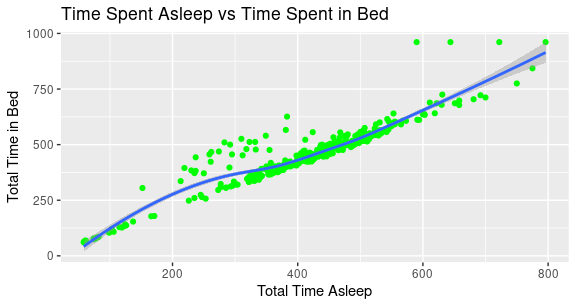 Time Spent Asleep vs Time Spent in Bed
Total Time in Bed
1000
750
500
250
0
200 400 600 800
Total Time Asleep